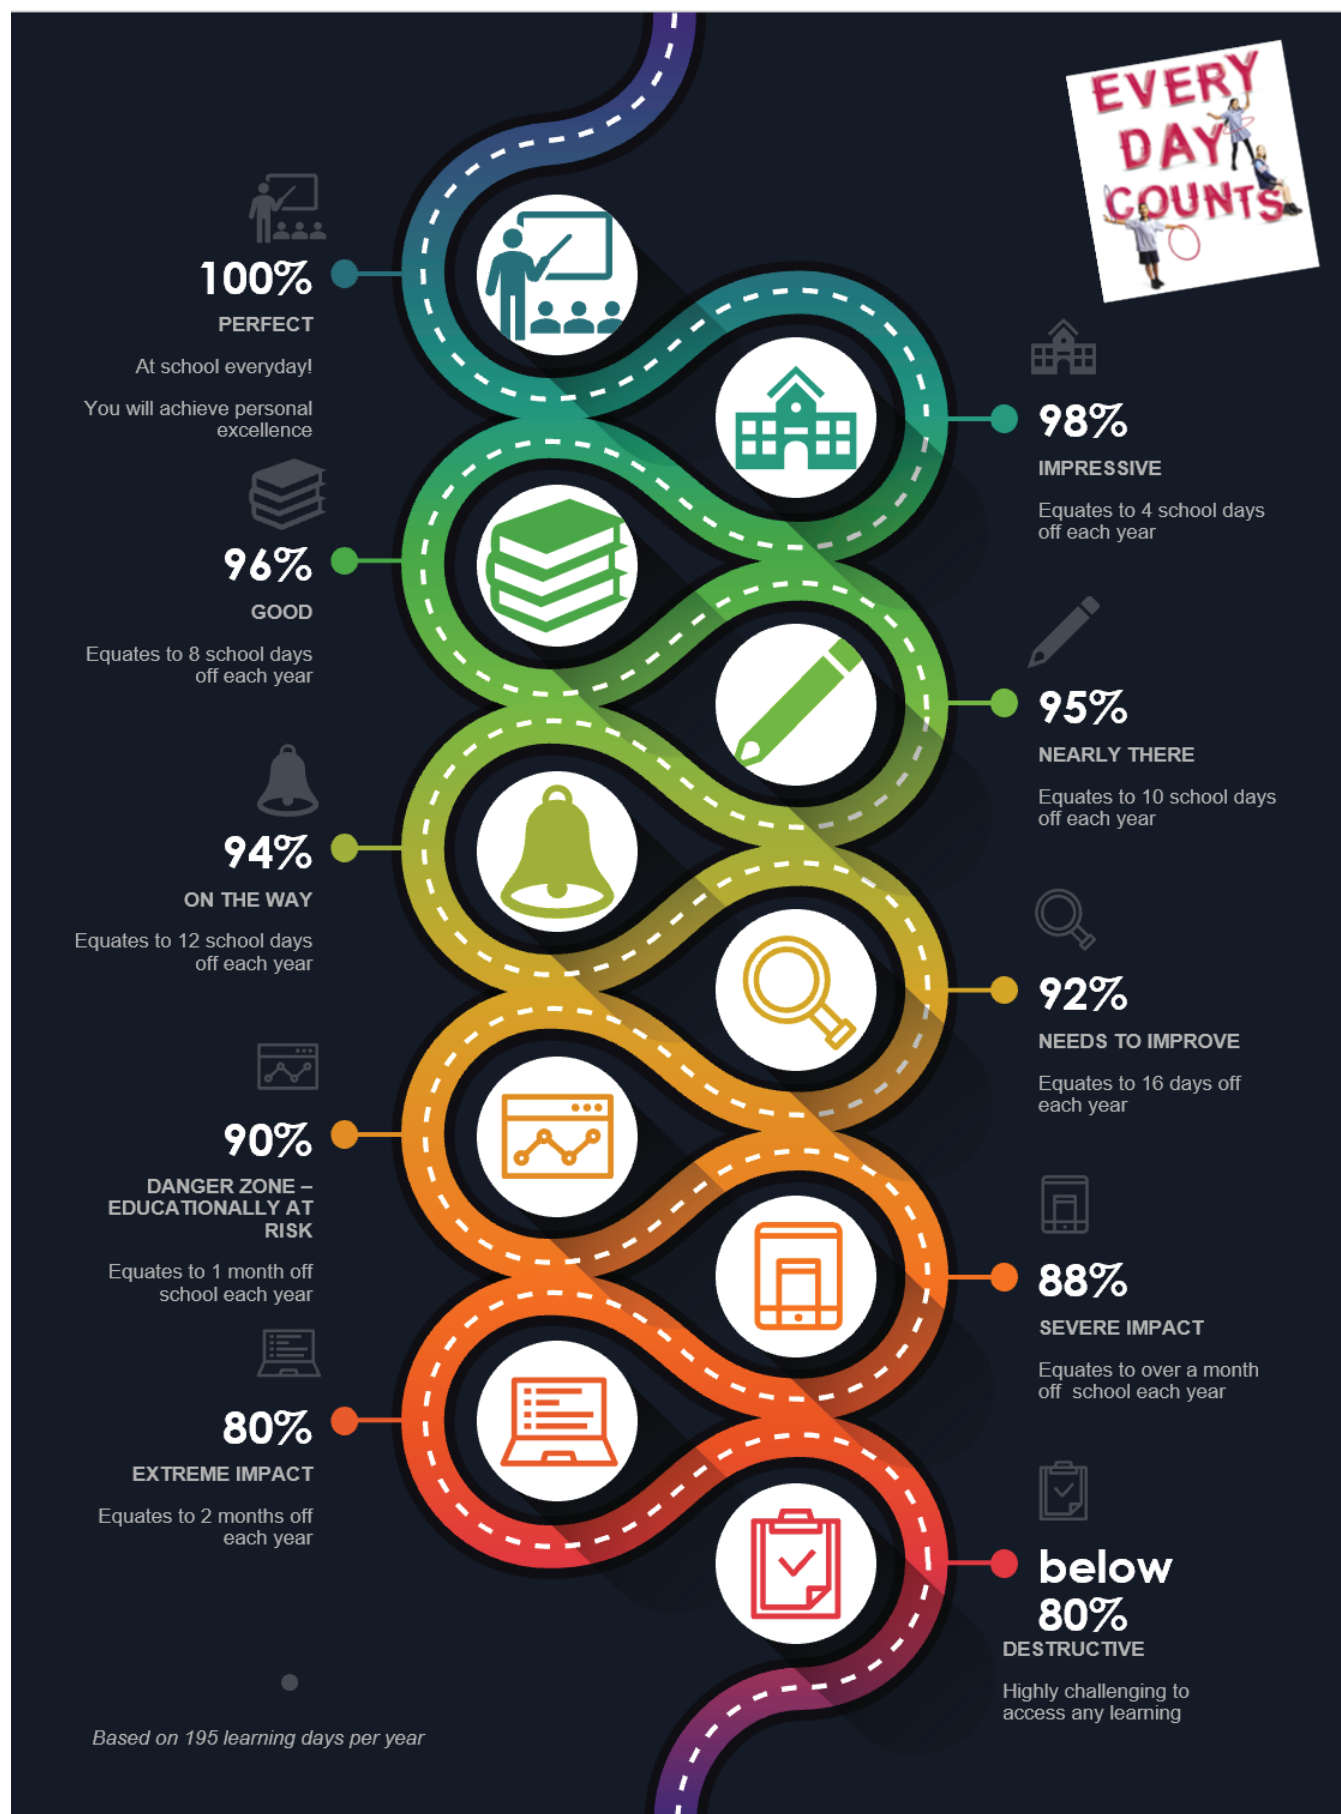 EVERY
DAY
COUNTS
100%
PERFECT
At school everyday!
You will achieve personal
excellence
98%
IMPRESSIVE
Equates to 4 school days
off each year
96%
GOOD
Equates to 8 school days
off each year
95%
NEARLY THERE
Equates to 10 school days
off each year
94%
ON THE WAY
Equates to 12 school days
off each year
92%
NEEDS TO IMPROVE
Equates to 16 days off
each year
90%
DANGER ZONE –
EDUCATIONALLY AT
RISK
Equates to 1 month off
school each year
88%
SEVERE IMPACT
Equates to over a month
off  school each year
80%
EXTREME IMPACT
Equates to 2 months off
each year
below
80%
DESTRUCTIVE
Highly challenging to
access any learning
Based on 195 learning days per year